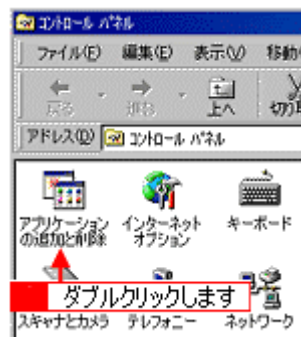 コントロール パネル
ファイル(F) 編集(E) 表示(V) 移動
戻る 進む 上へ 切り
アドレス(D) コントロール パネル
アプリケーション
の追加と削除
インターネット
オプション
キーボード
ダブルクリックします
スキャナとカメラ テレフォニー ネットワーク